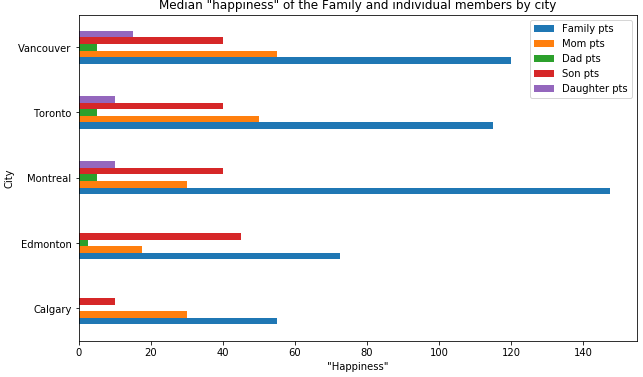 Median "happiness" of the Family and individual members by city
Family pts
Mom pts
Dad pts
Son pts
Daughter pts
City
Vancouver
Toronto
Montreal
Edmonton
Calgary
0 20 40 60 80 100 120 140
"Happiness"